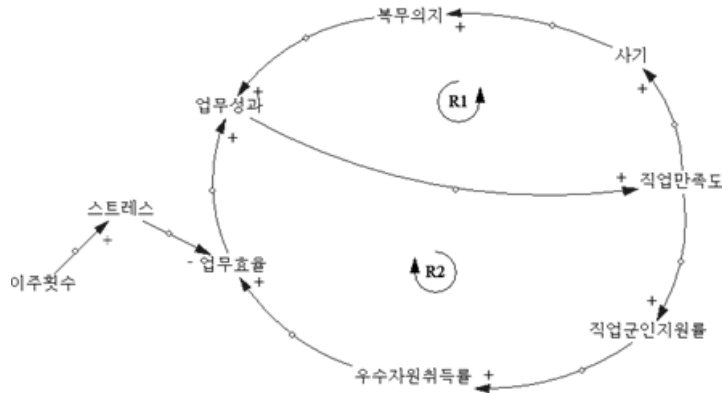 복무의지
+
사기
+
업무성과
+
+
R1
+
직업만족도
스트레스
+
- 업무효율
+
이주횟수
R2
+
직업군인지원률
우수자원취득률
+